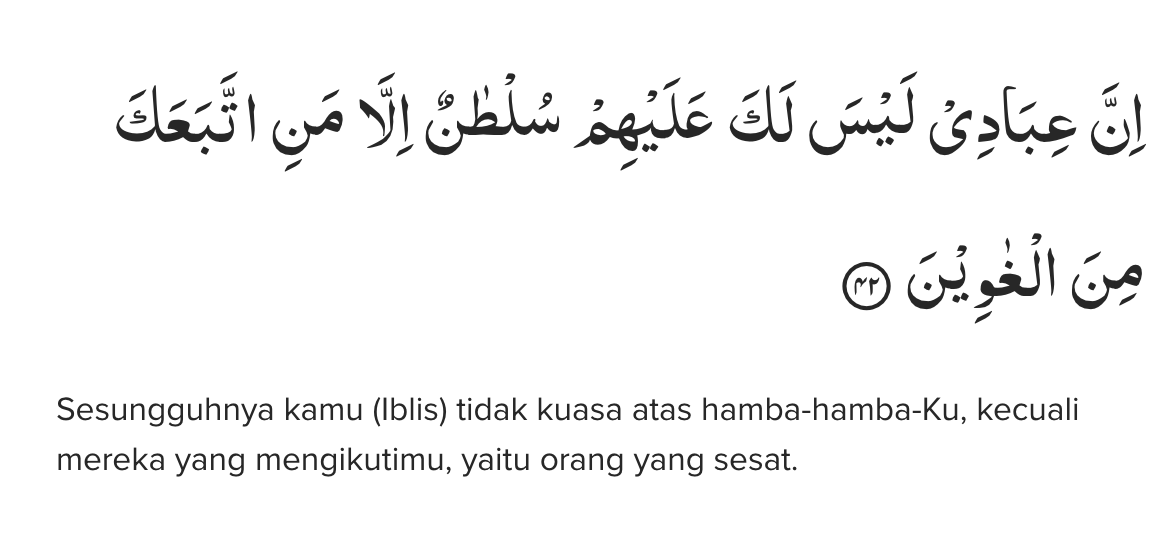 اِنَّ عِبَادِيْ لَيْسَ لَكَ عَلَيْهِمْ سُلْطٰنٌ اِلَّا مَنِ اتَّبَعَكَ
مِنَ الْغٰوِيْنَ ۴۲
Sesungguhnya kamu (Iblis) tidak kuasa atas hamba-hamba-Ku, kecuali
mereka yang mengikutimu, yaitu orang yang sesat.